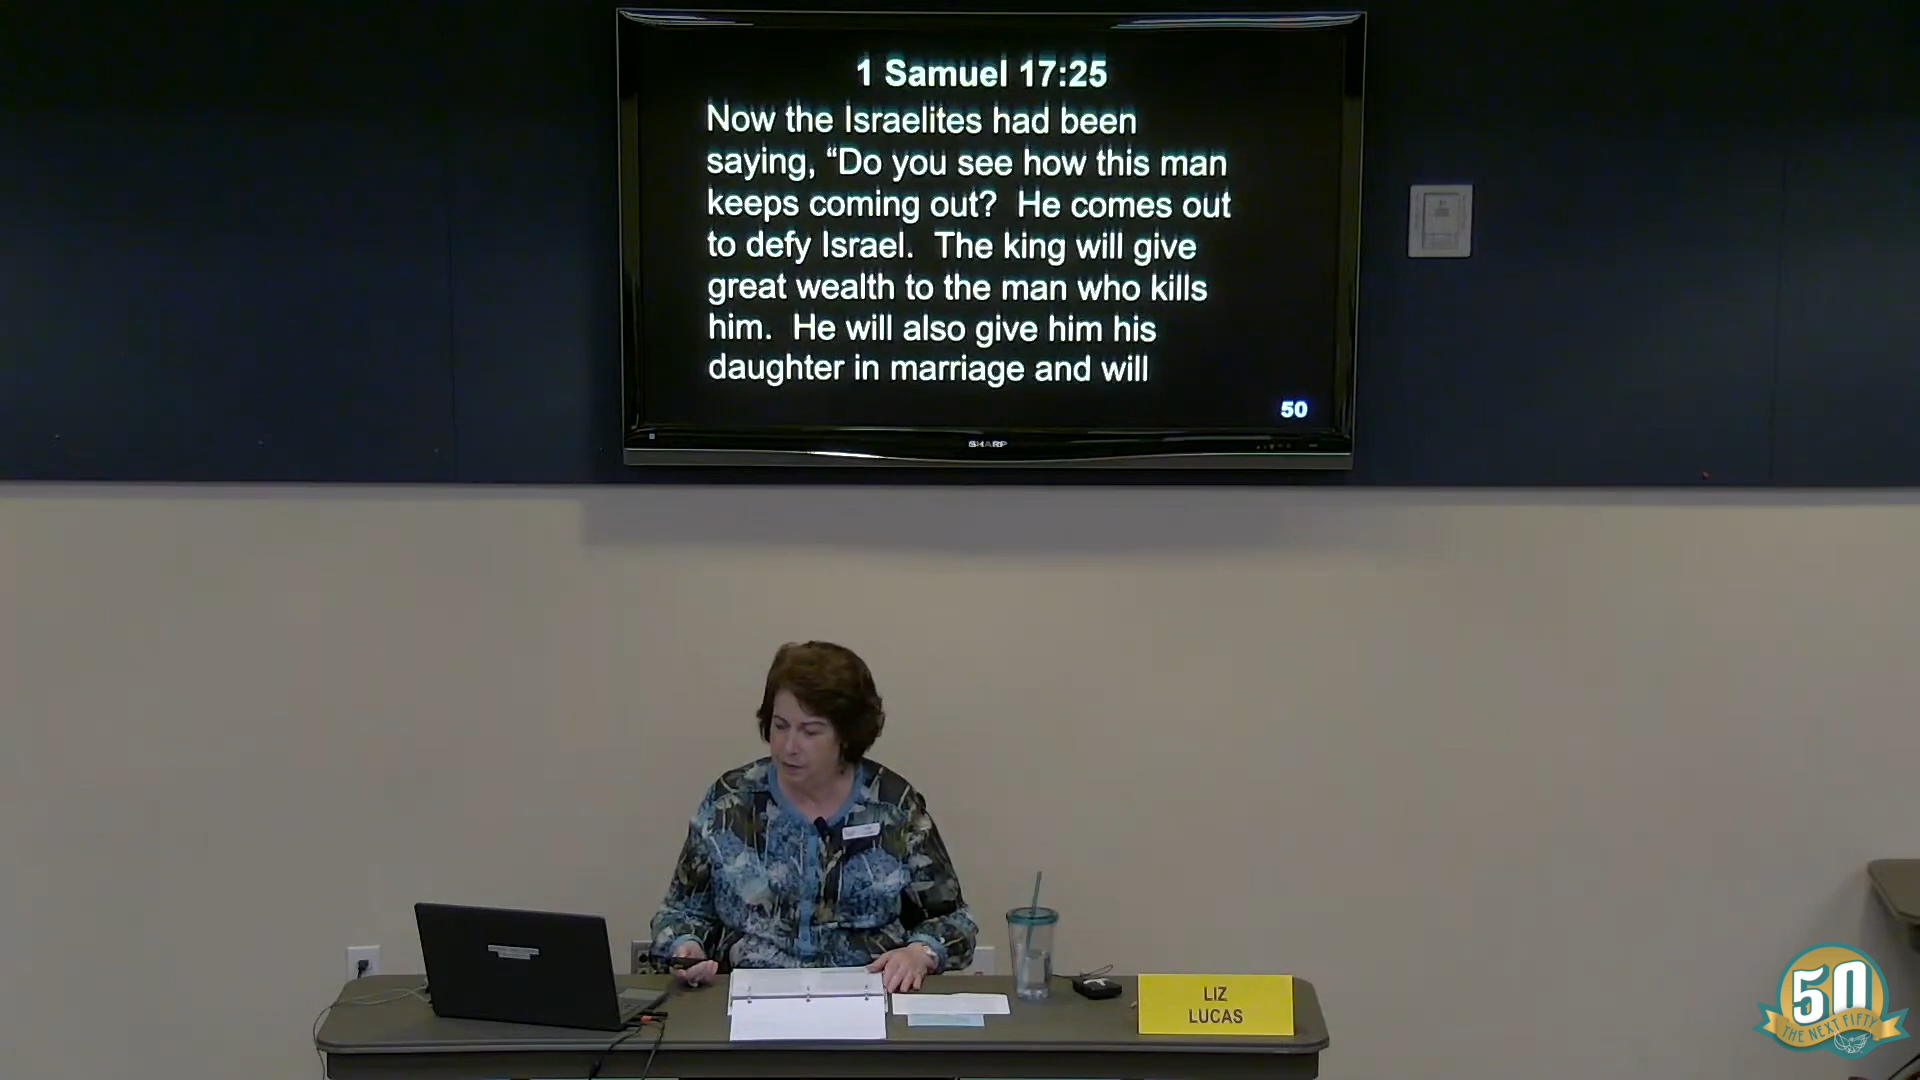 1 Samuel 17:25
Now the Israelites had been
saying, “Do you see how this man
keeps coming out?  He comes out
to defy Israel.  The king will give
great wealth to the man who kills
him.  He will also give him his
daughter in marriage and will
50
SHARP
LIZ
LUCAS
50
THE NEXT FIFTY